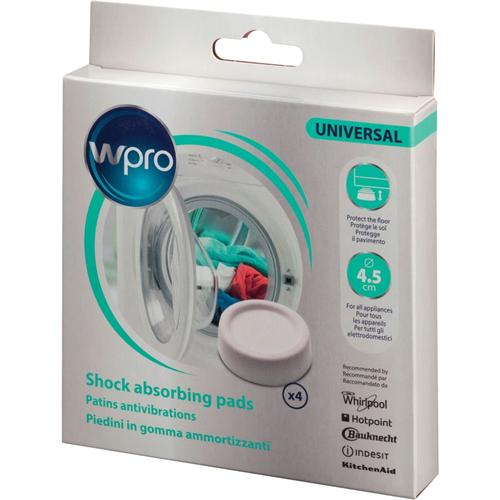 UNIVERSAL
wpro
Protect the floor
Protège le sol
Protegge
il pavimento
Ø
4.5
cm
For all appliances
Pour tous
les appareils
Per tutti gli
elettrodomestici
Shock absorbing pads
Patins antivibrations
Piedini in gomma ammortizzanti
x4
Recommended by
Recommandé par
Raccomandato da
Whirlpool
Hotpoint
Bauknecht
INDESIT
KitchenAid